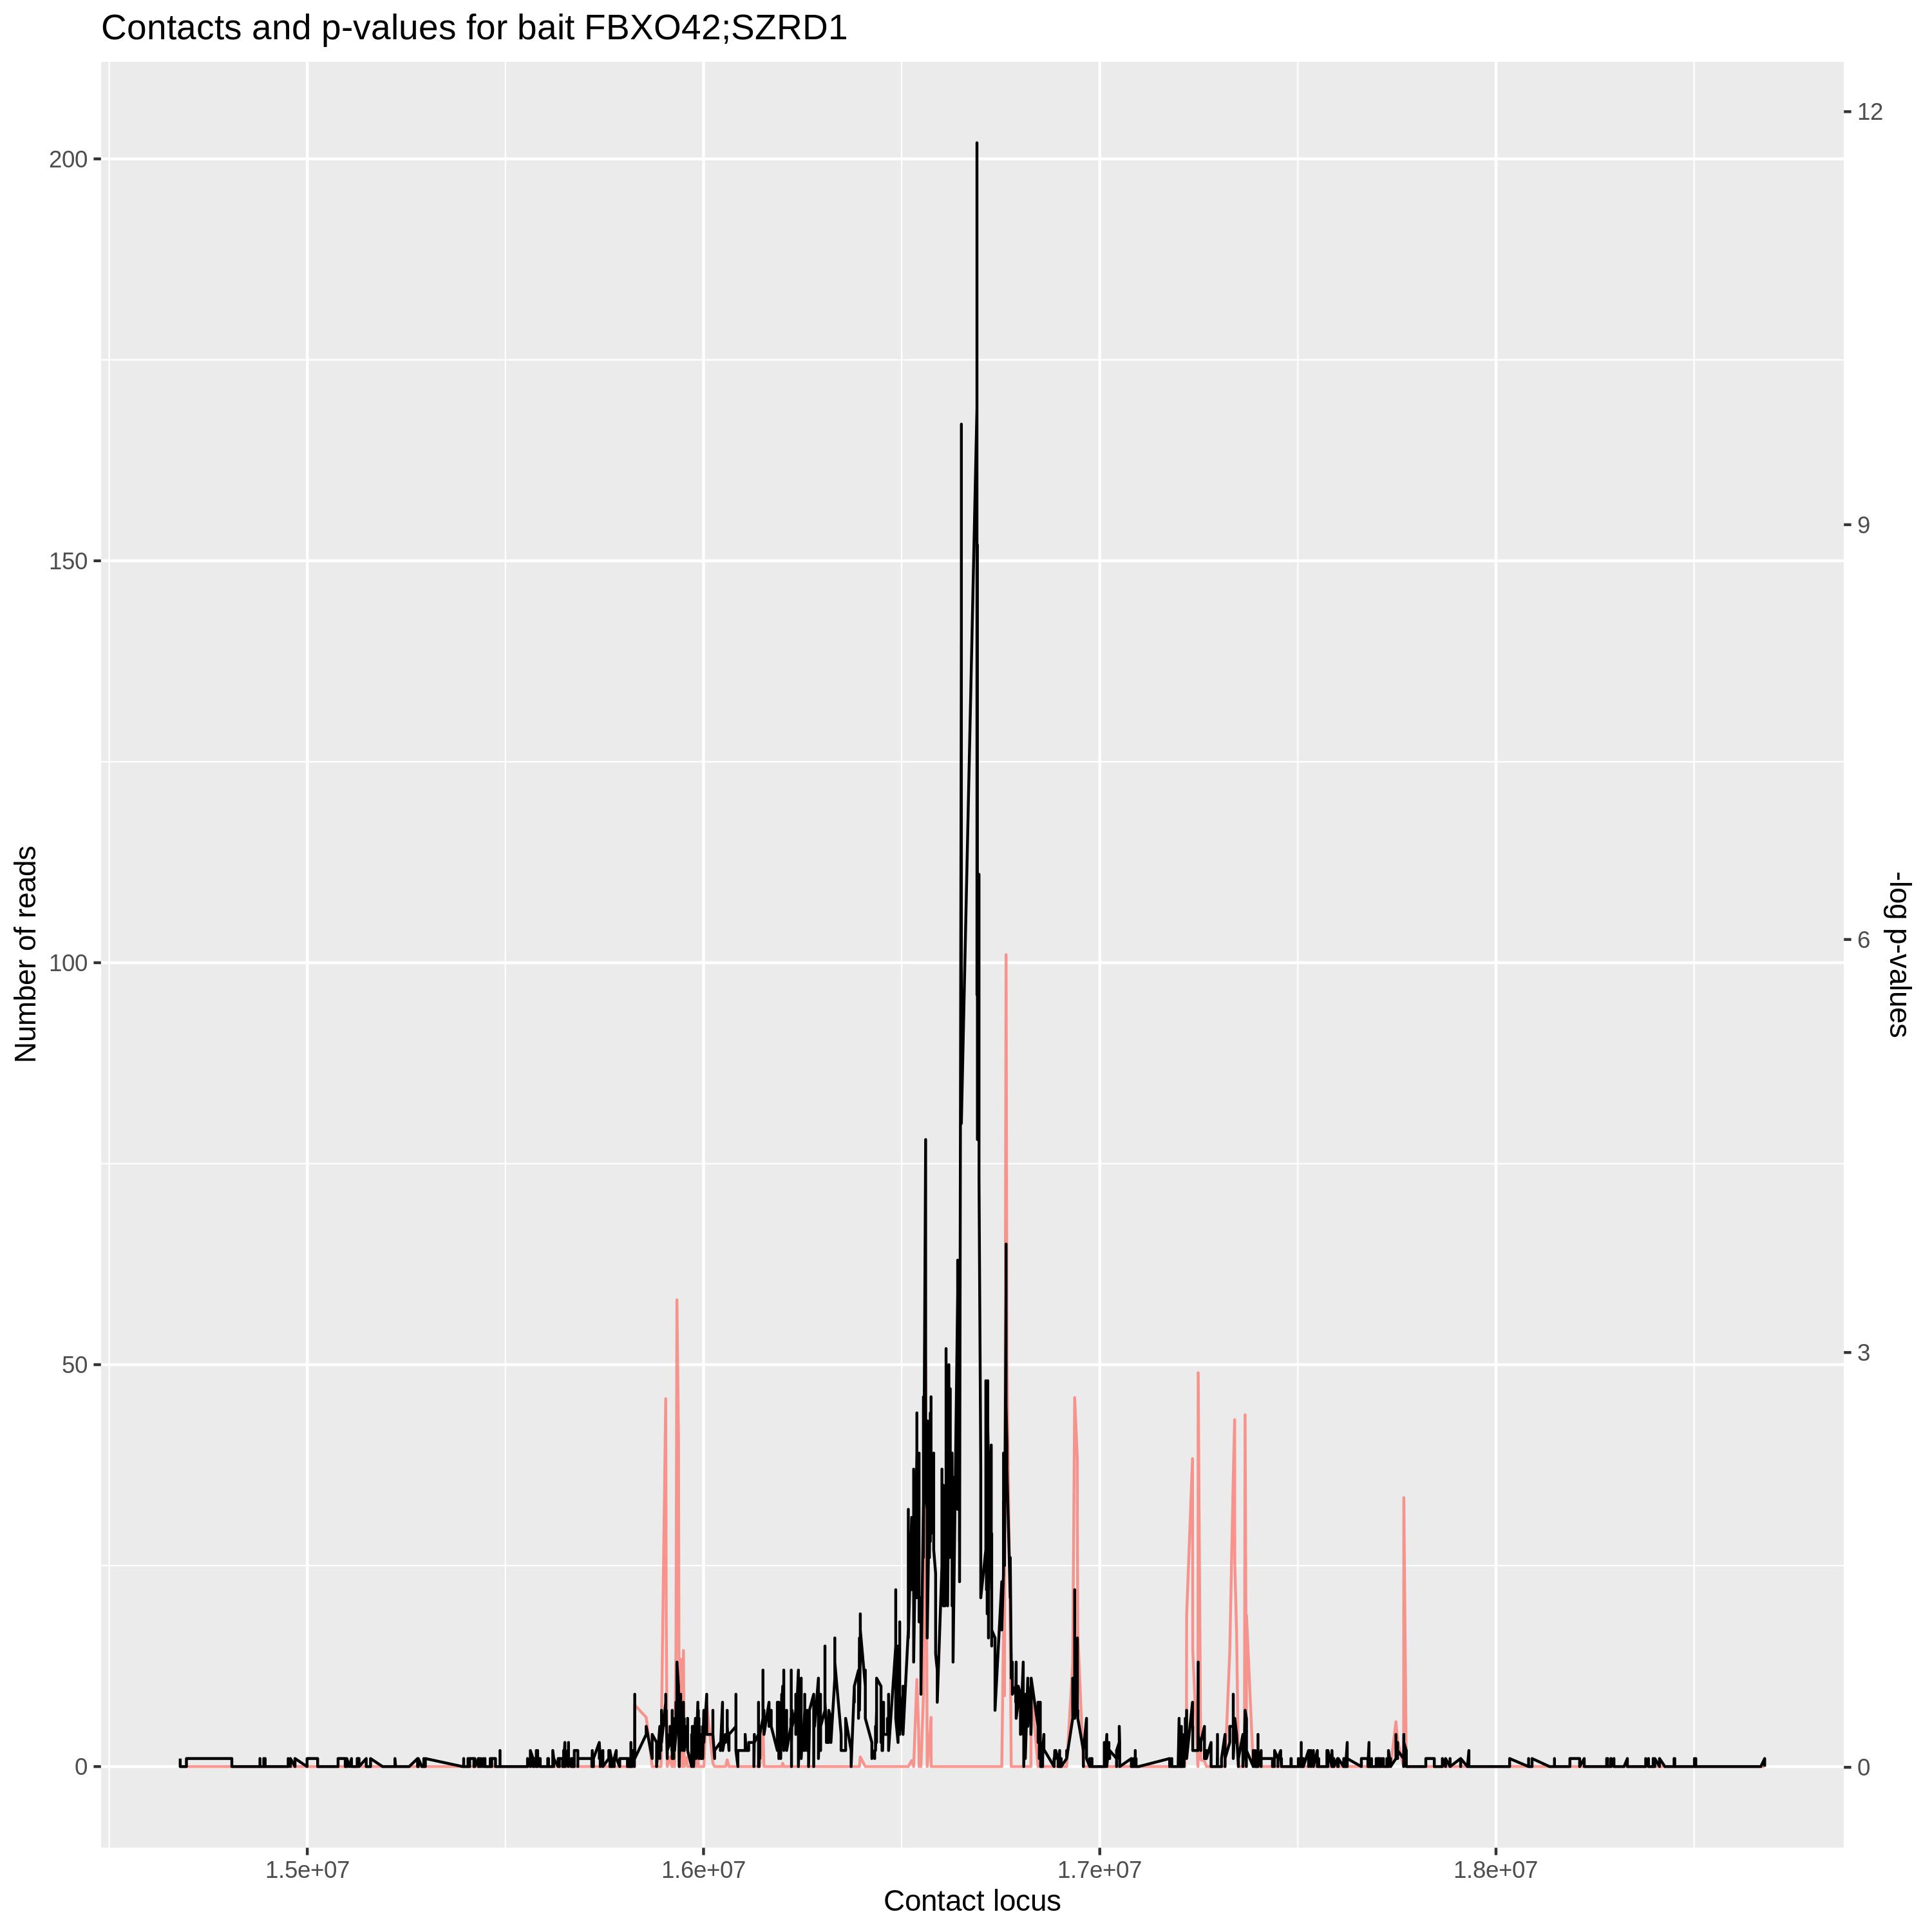 Contacts and p-values for bait FBXO42;SZRD1
200
150
100
50
0
12
9
6
3
0
1.5e+07
1.6e+07
1.7e+07
1.8e+07
Number of reads
-log p-values
Contact locus